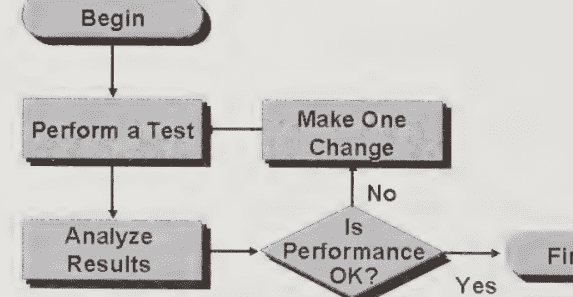 Begin
Perform a Test
Make One
Change
No
Analyze
Results
Is
Performance
OK?
Yes